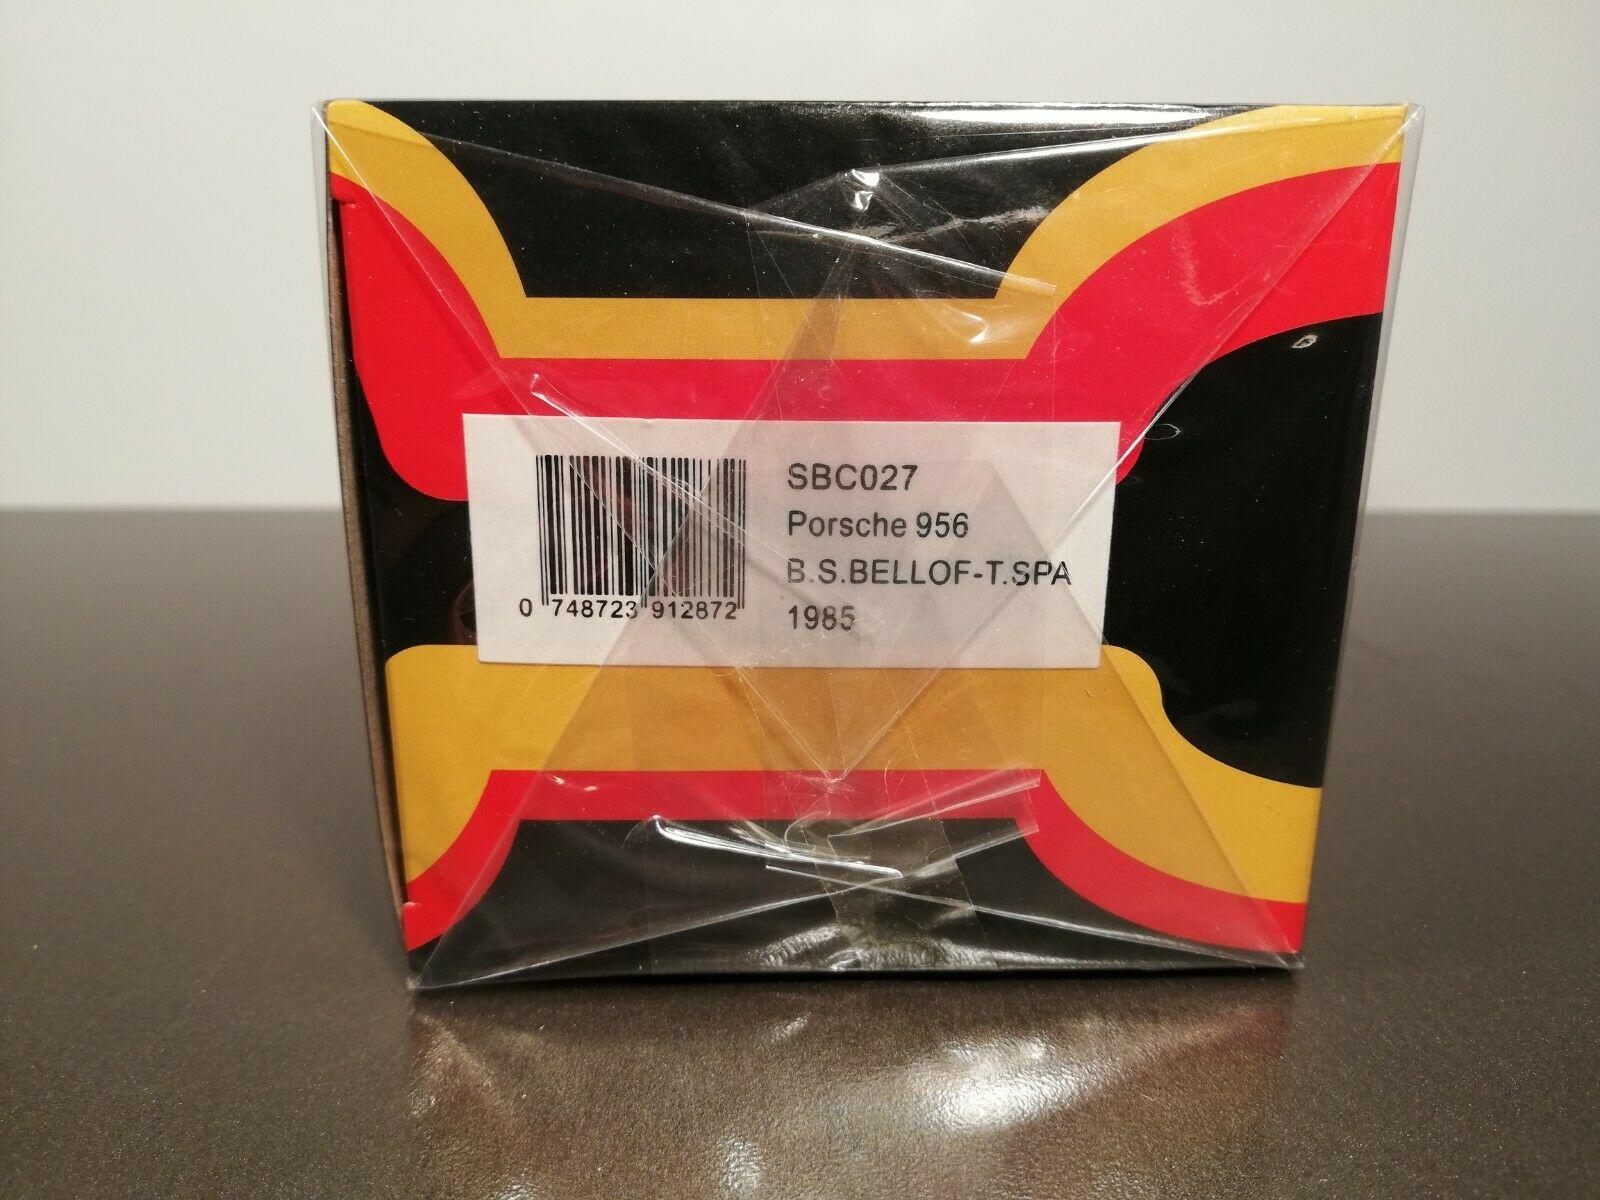 SBC027
Porsche 956
B.S.BELLOF-T.SPA
1985
0 748723 912872